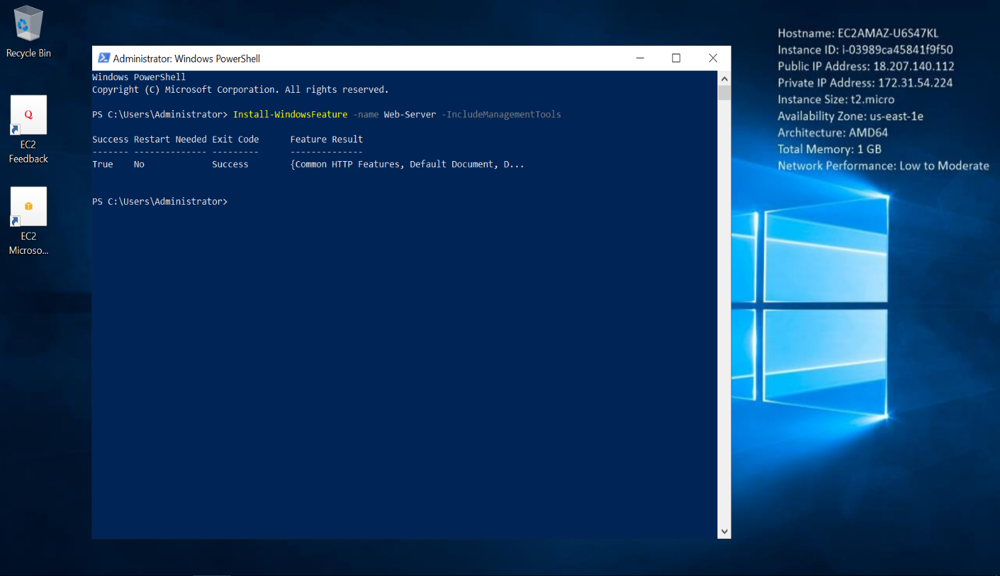 Recycle Bin
Q
EC2
Feedback
EC2
Microso...
Administrator: Windows PowerShell
Windows PowerShell
Copyright (C) Microsoft Corporation. All rights reserved.
PS C:\Users\Administrator> Install-WindowsFeature -name Web-Server -IncludeManagementTools
Success Restart Needed Exit Code      Feature Result
------- -------------- ---------      --------------
True    No             Success        {Common HTTP Features, Default Document, D...
PS C:\Users\Administrator>
Hostname: EC2AMAZ-U6S47KL
Instance ID: i-03989ca45841f9f50
Public IP Address: 18.207.140.112
Private IP Address: 172.31.54.224
Instance Size: t2.micro
Availability Zone: us-east-1e
Architecture: AMD64
Total Memory: 1 GB
Network Performance: Low to Moderate